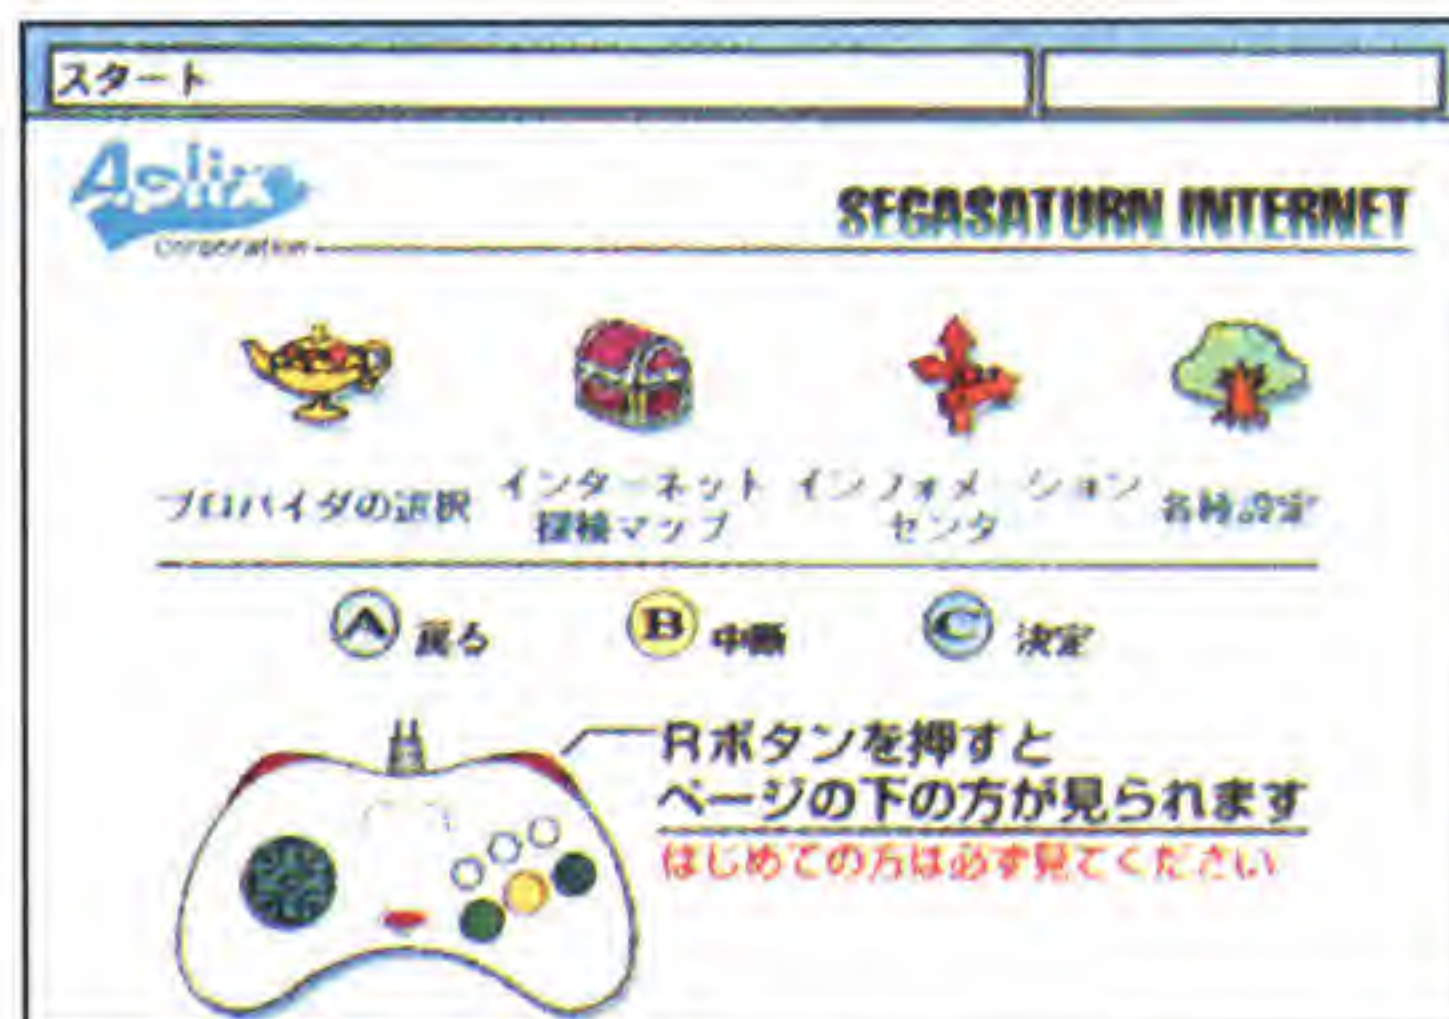 スタート
Aplix
Corporation
SEGASATURN INTERNET
プロバイダの選択
インターネット
探検マップ
インフォメーション
センタ
各種設定
A 戻る
B 中断
C 決定
Rボタンを押すと
ページの下の方が見られます
はじめての方は必ず見てください